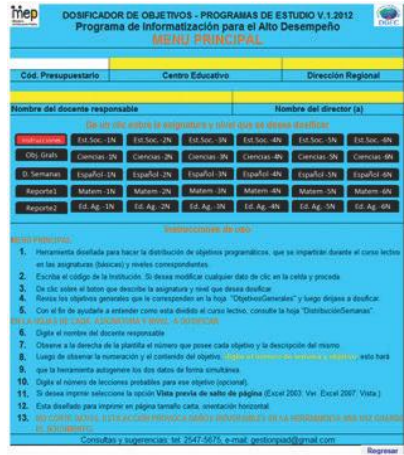 imep
DOSIFICADOR DE OBJETIVOS - PROGRAMAS DE ESTUDIO V.1.2012
Programa de Informatización para el Alto Desempeño
MENU PRINCIPAL
DGEC
Cód. Presupuestario Centro Educativo Dirección Regional
Nombre del docente responsable Nombre del director (a)
De un clic sobre la asignatura y nivel que se desea dosificar
Instrucciones Est.Soc. -1N Est.Soc. -2N Est.Soc. -3N Est.Soc. -4N Est.Soc. -5N Est.Soc. -6N
Obj. Grals Ciencias -1N Ciencias -2N Ciencias -3N Ciencias -4N Ciencias -5N Ciencias -6N
D. Semanas Español -1N Español -2N Español -3N Español -4N Español -5N Español -6N
Reporte1 Matem -1N Matem -2N Matem -3N Matem -4N Matem -5N Matem -6N
Reporte2 Ed. Ag. -1N Ed. Ag. -2N Ed. Ag. -3N Ed. Ag. -4N Ed. Ag. -5N Ed. Ag. -6N
Instrucciones de uso
MENU PRINCIPAL:
1. Herramienta diseñada para hacer la distribución de objetivos programáticos, que se impartirán durante el curso lectivo
en las asignaturas (básicas) y niveles correspondientes.
2. Escriba el código de la Institución. Si desea modificar cualquier dato de clic en la celda y proceda.
3. De clic sobre el boton que describe la asignatura y nivel que desea dosificar
4. Revise los objetivos generales que le corresponden en la hoja "ObjetivosGenerales" y luego dirijase a dosificar.
5. Con el fin de ayudarle a entender como esta dividido el curso lectivo, consulte la hoja "DistribuciónSemanas".
EN LA HOJAS DE CADA ASIGNATURA Y NIVEL A DOSIFICAR
6. Digite el nombre del docente responsable
7. Observe a la derecha de la plantilla el número que posee cada objetivo y la descripción del mismo.
8. Luego de observar la numeración y el contenido del objetivo, digite el número de semana y objetivo, esto hará
9. que la herramienta autogenere los dos datos de forma simultánea.
10. Digite el número de lecciones probables para ese objetivo (opcional).
11. Si desea imprimir seleccione la opción Vista previa de salto de página (Excel 2003: Ver. Excel 2007: Vista.)
12. Esta diseñado para imprimir en página tamaño carta, orientación horizontal.
13. NO CORTE
Consultas y sugerencias: tel. 2547-5675, e-mail: gestionpiad@gmail.com
Regresar